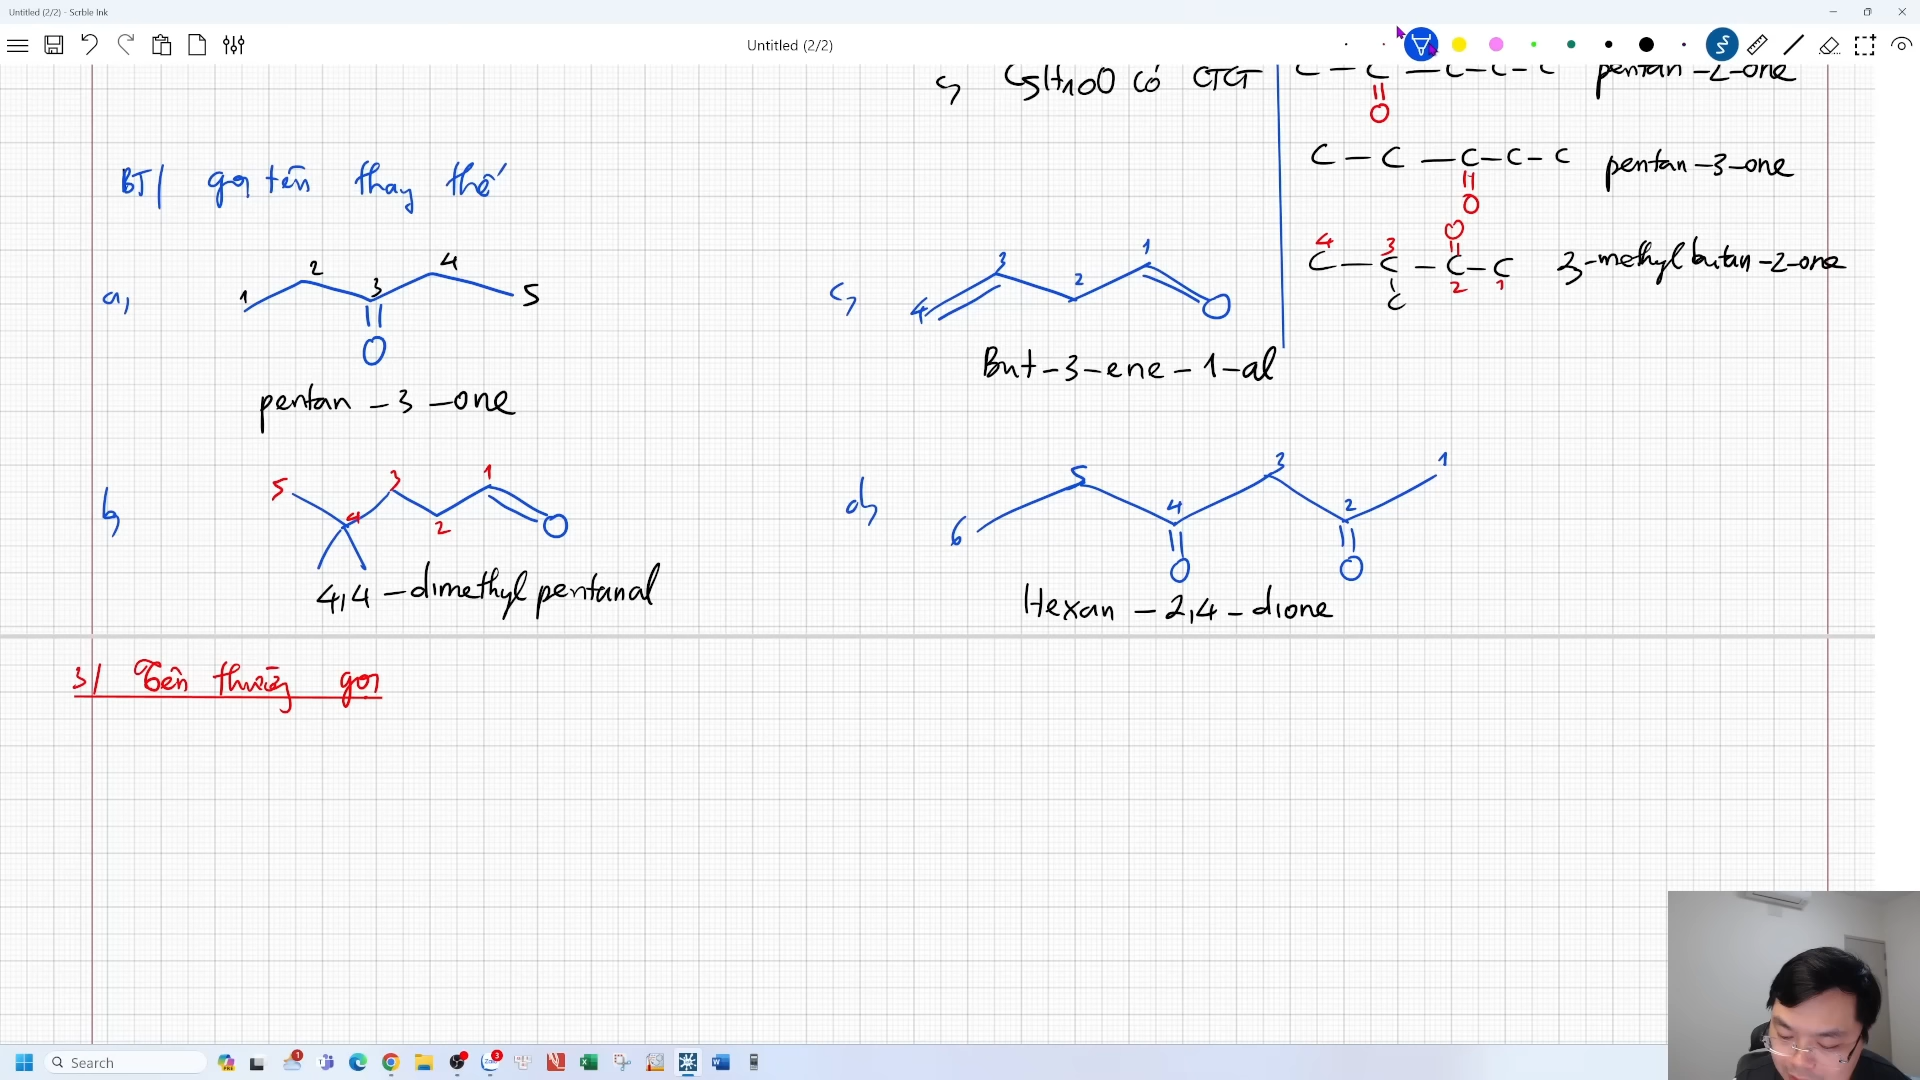 Untitled (2/2) - Scrble Ink
Untitled (2/2)
c, C5H10O có CTCT
C – C – C – C – C pentan – 2 – one
O
C – C – C – C – C pentan – 3 – one
O
BT/ gọi tên thay thế
O
4 3
C – C – C – C 3-methyl butan – 2 – one
C 2 1
a,
1 2 3 4 5
O
pentan – 3 – one
c,
4 3 2 1
O
But – 3 – ene – 1 – al
b,
5 4 3 2 1
O
4,4 – dimethyl pentanal
d,
6 5 4 3 2 1
O O
Hexan – 2,4 – dione
3/ Tên thường gọi
Search